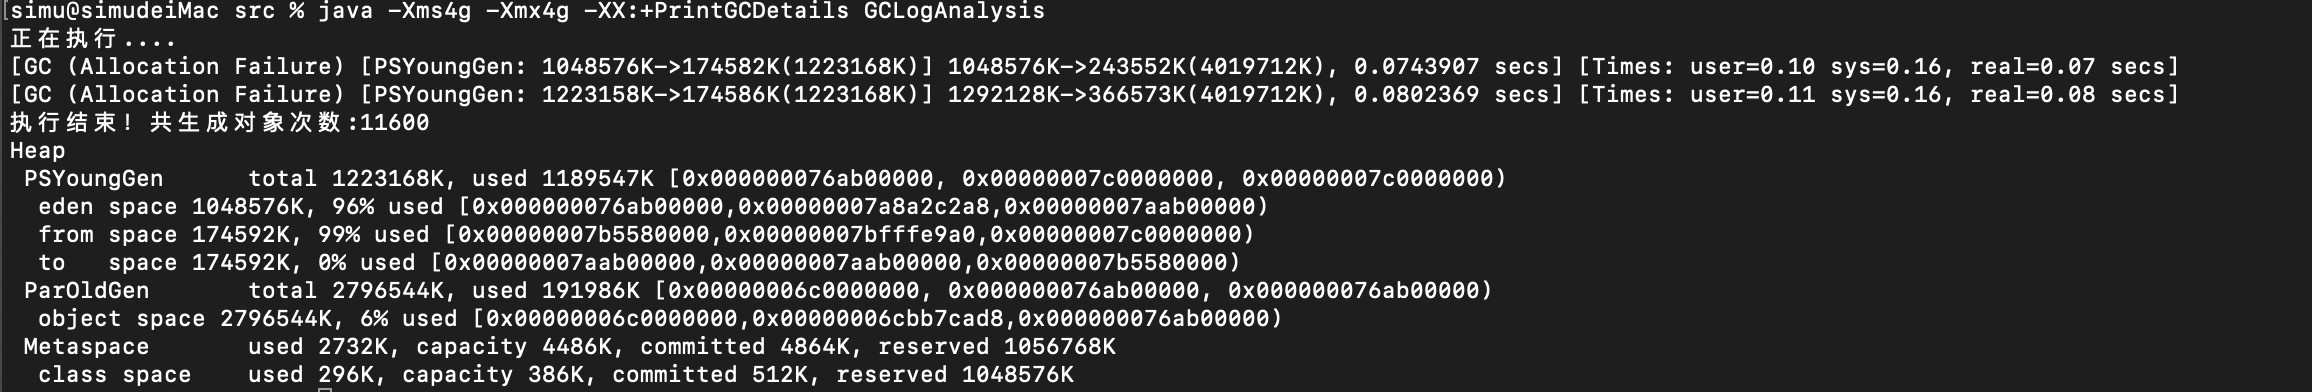 [simu@simudeiMac src % java -Xms4g -Xmx4g -XX:+PrintGCDetails GCLogAnalysis
正在执行....
[GC (Allocation Failure) [PSYoungGen: 1048576K->174582K(1223168K)] 1048576K->243552K(4019712K), 0.0743907 secs] [Times: user=0.10 sys=0.16, real=0.07 secs]
[GC (Allocation Failure) [PSYoungGen: 1223158K->174586K(1223168K)] 1292128K->366573K(4019712K), 0.0802369 secs] [Times: user=0.11 sys=0.16, real=0.08 secs]
执行结束! 共生成对象次数:11600
Heap
 PSYoungGen      total 1223168K, used 1189547K [0x000000076ab00000, 0x00000007c0000000, 0x00000007c0000000)
  eden space 1048576K, 96% used [0x000000076ab00000,0x00000007a8a2c2a8,0x00000007aab00000)
  from space 174592K, 99% used [0x00000007b5580000,0x00000007bfffe9a0,0x00000007c0000000)
  to   space 174592K, 0% used [0x00000007aab00000,0x00000007aab00000,0x00000007b5580000)
 ParOldGen       total 2796544K, used 191986K [0x00000006c0000000, 0x000000076ab00000, 0x000000076ab00000)
  object space 2796544K, 6% used [0x00000006c0000000,0x00000006cbb7cad8,0x000000076ab00000)
 Metaspace       used 2732K, capacity 4486K, committed 4864K, reserved 1056768K
  class space    used 296K, capacity 386K, committed 512K, reserved 1048576K